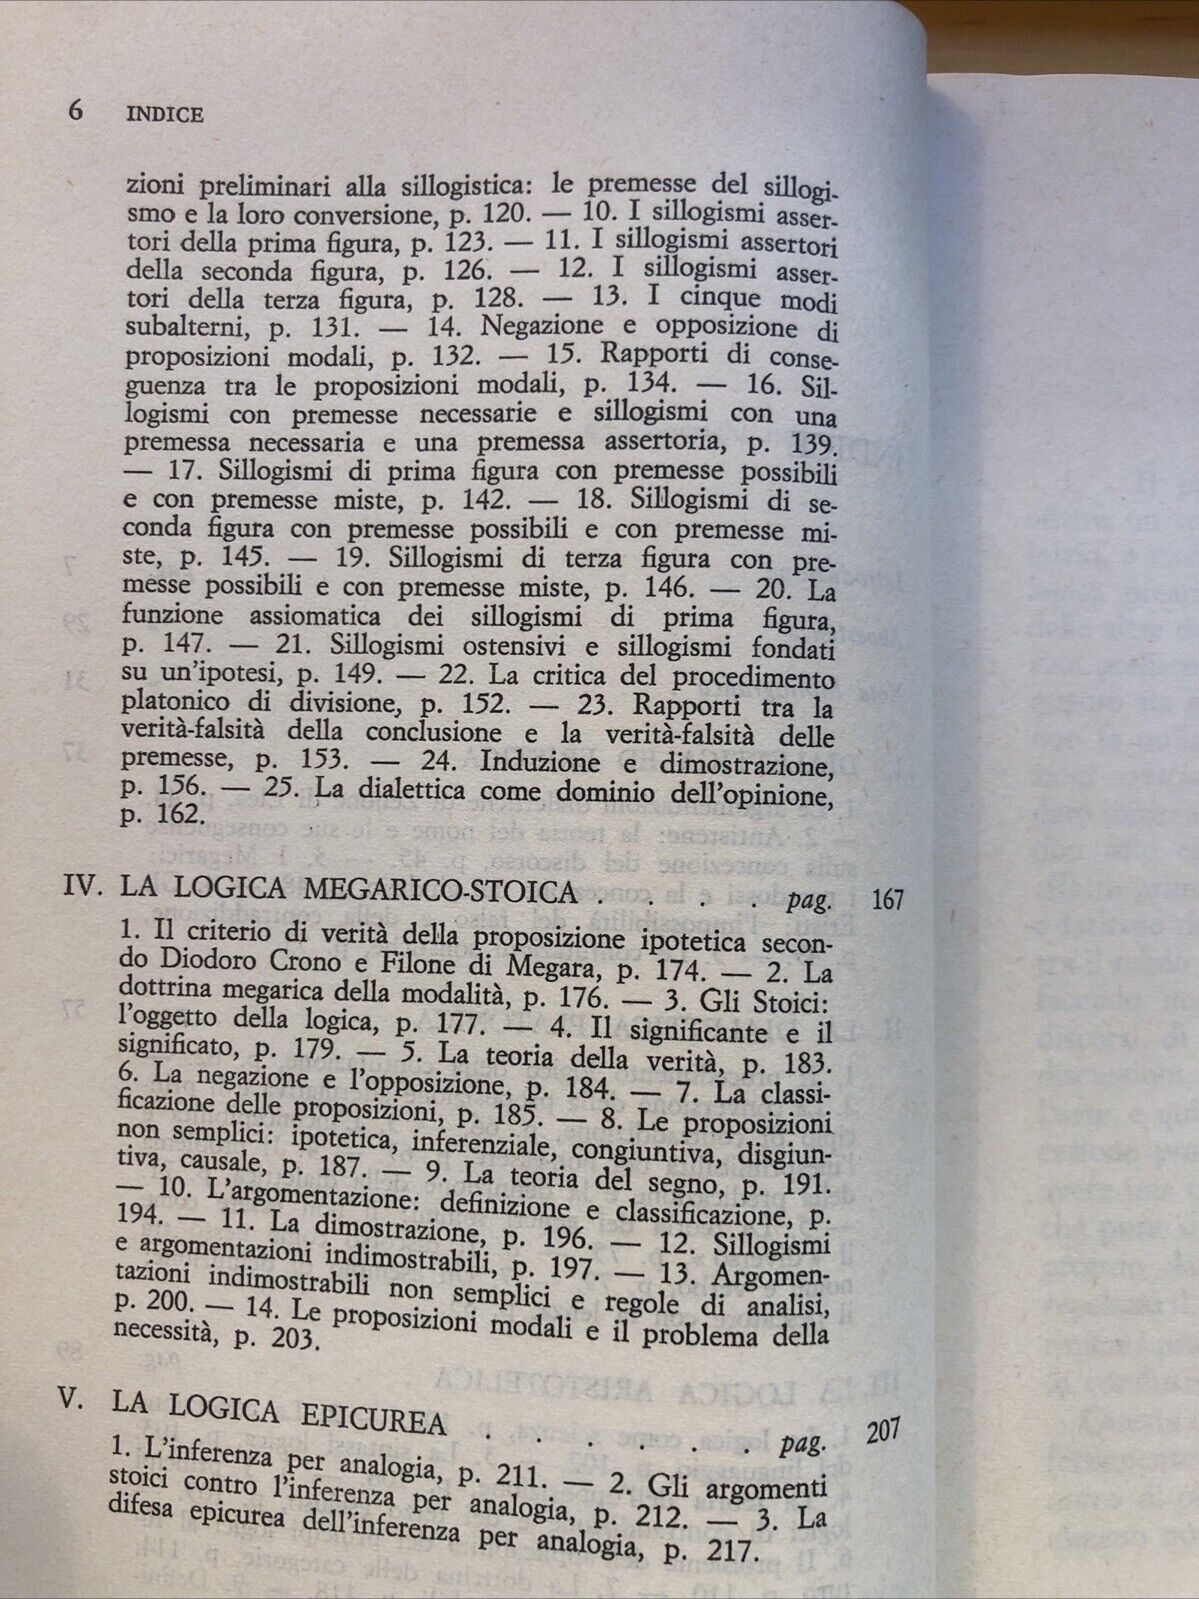 6 INDICE
zioni preliminari alla sillogistica: le premesse del sillogi-
smo e la loro conversione, p. 120. — 10. I sillogismi asser-
tori della prima figura, p. 123. — 11. I sillogismi assertori
della seconda figura, p. 126. — 12. I sillogismi asser-
tori della terza figura, p. 128. — 13. I cinque modi
subalterni, p. 131. — 14. Negazione e opposizione di
proposizioni modali, p. 132. — 15. Rapporti di conse-
guenza tra le proposizioni modali, p. 134. — 16. Sil-
logismi con premesse necessarie e sillogismi con una
premessa necessaria e una premessa assertoria, p. 139.
— 17. Sillogismi di prima figura con premesse possibili
e con premesse miste, p. 142. — 18. Sillogismi di se-
conda figura con premesse possibili e con premesse mi-
ste, p. 145. — 19. Sillogismi di terza figura con pre-
messe possibili e con premesse miste, p. 146. — 20. La
funzione assiomatica dei sillogismi di prima figura,
p. 147. — 21. Sillogismi ostensivi e sillogismi fondati
su un'ipotesi, p. 149. — 22. La critica del procedimento
platonico di divisione, p. 152. — 23. Rapporti tra la
verità-falsità della conclusione e la verità-falsità delle
premesse, p. 153. — 24. Induzione e dimostrazione,
p. 156. — 25. La dialettica come dominio dell'opinione,
p. 162.
IV. LA LOGICA MEGARICO-STOICA . . . . pag. 167
1. Il criterio di verità della proposizione ipotetica secon-
do Diodoro Crono e Filone di Megara, p. 174. — 2. La
dottrina megarica della modalità, p. 176. — 3. Gli Stoici:
l'oggetto della logica, p. 177. — 4. Il significante e il
significato, p. 179. — 5. La teoria della verità, p. 183.
6. La negazione e l'opposizione, p. 184. — 7. La classi-
ficazione delle proposizioni, p. 185. — 8. Le proposizioni
non semplici: ipotetica, inferenziale, congiuntiva, disgiun-
tiva, causale, p. 187. — 9. La teoria del segno, p. 191.
— 10. L'argomentazione: definizione e classificazione, p.
194. — 11. La dimostrazione, p. 196. — 12. Sillogismi
e argomentazioni indimostrabili, p. 197. — 13. Argomen-
tazioni indimostrabili non semplici e regole di analisi,
p. 200. — 14. Le proposizioni modali e il problema della
necessità, p. 203.
V. LA LOGICA EPICUREA . . . . . . pag. 207
1. L'inferenza per analogia, p. 211. — 2. Gli argomenti
stoici contro l'inferenza per analogia, p. 212. — 3. La
difesa epicurea dell'inferenza per analogia, p. 217.